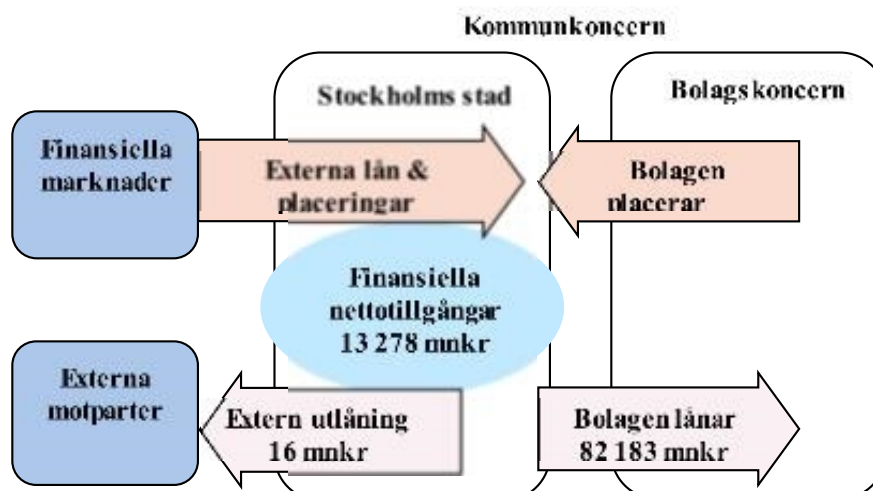 Kommunkoncern
Stockholms stad
Bolagskoncern
Finansiella
marknader
Externa lån &
placeringar
Bolagen
placerar
Finansiella
nettotillgångar
13 278 mnkr
Externa
motparter
Extern utlåning
16 mnkr
Bolagen lånar
82 183 mnkr